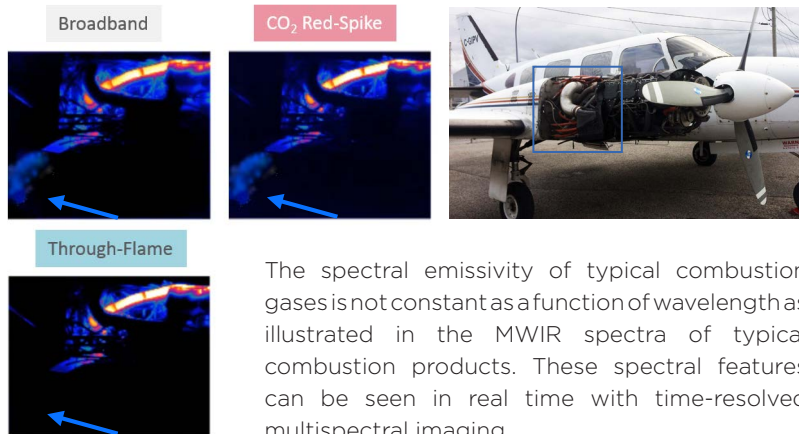 Broadband
CO₂ Red-Spike
C-GVPY
Through-Flame
The spectral emissivity of typical combustion
gases is not constant as a function of wavelength as
illustrated in the MWIR spectra of typical
combustion products. These spectral features
can be seen in real time with time-resolved
multispectral imaging.